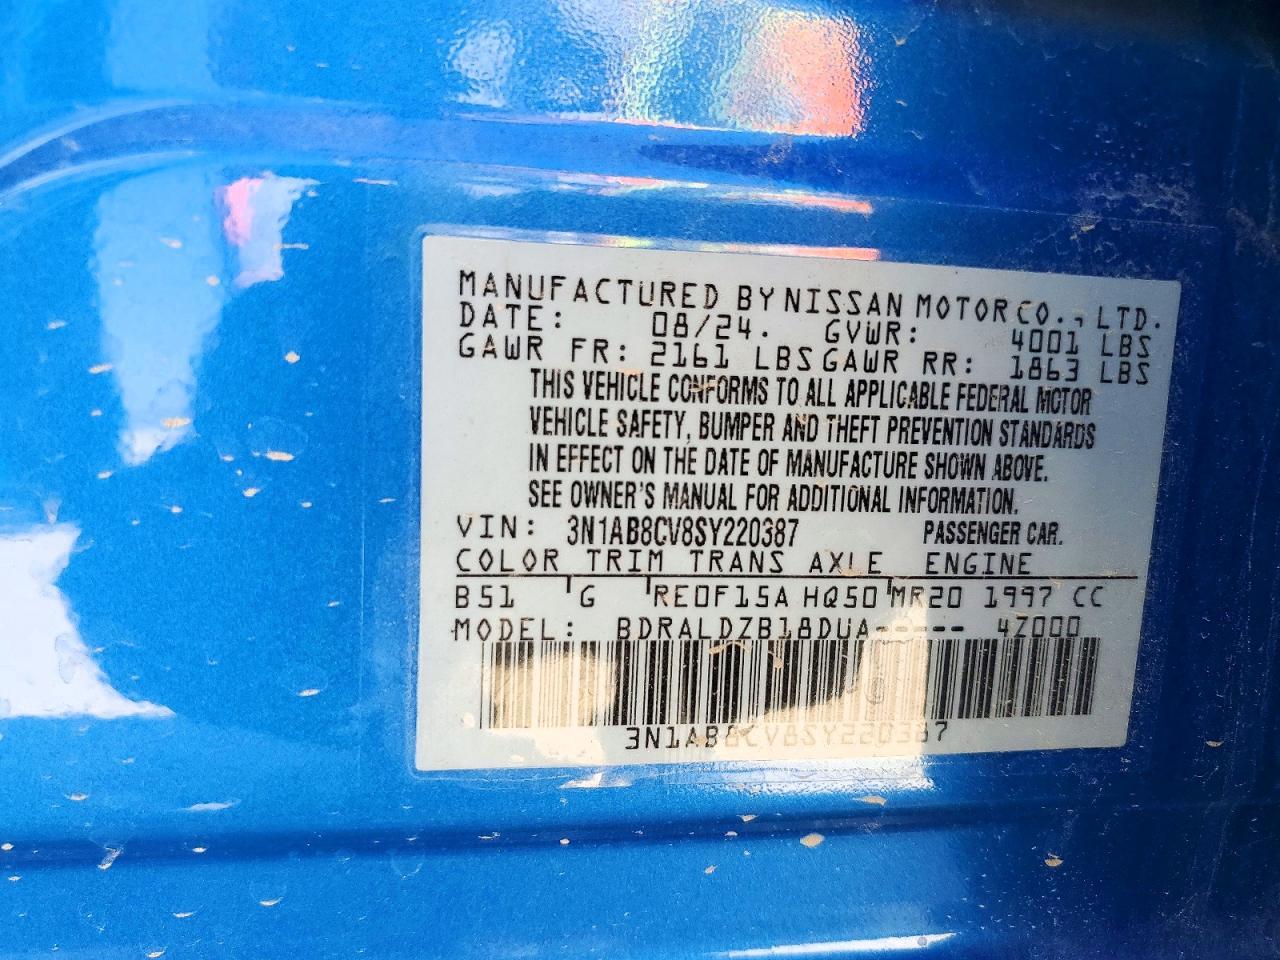 MANUFACTURED BY NISSAN MOTOR CO., LTD.
DATE: 08/24. GVWR: 4001 LBS
GAWR FR: 2161 LBS GAWR RR: 1863 LBS
THIS VEHICLE CONFORMS TO ALL APPLICABLE FEDERAL MOTOR
VEHICLE SAFETY, BUMPER AND THEFT PREVENTION STANDARDS
IN EFFECT ON THE DATE OF MANUFACTURE SHOWN ABOVE.
SEE OWNER'S MANUAL FOR ADDITIONAL INFORMATION.
VIN: 3N1AB8CV8SY220387 PASSENGER CAR.
COLOR TRIM TRANS AXLE ENGINE
B51 G RE0F15A HQ50 MR20 1997 CC
MODEL: BDRALDZB18DUA----- 4Z000
3N1AB8CV8SY220387